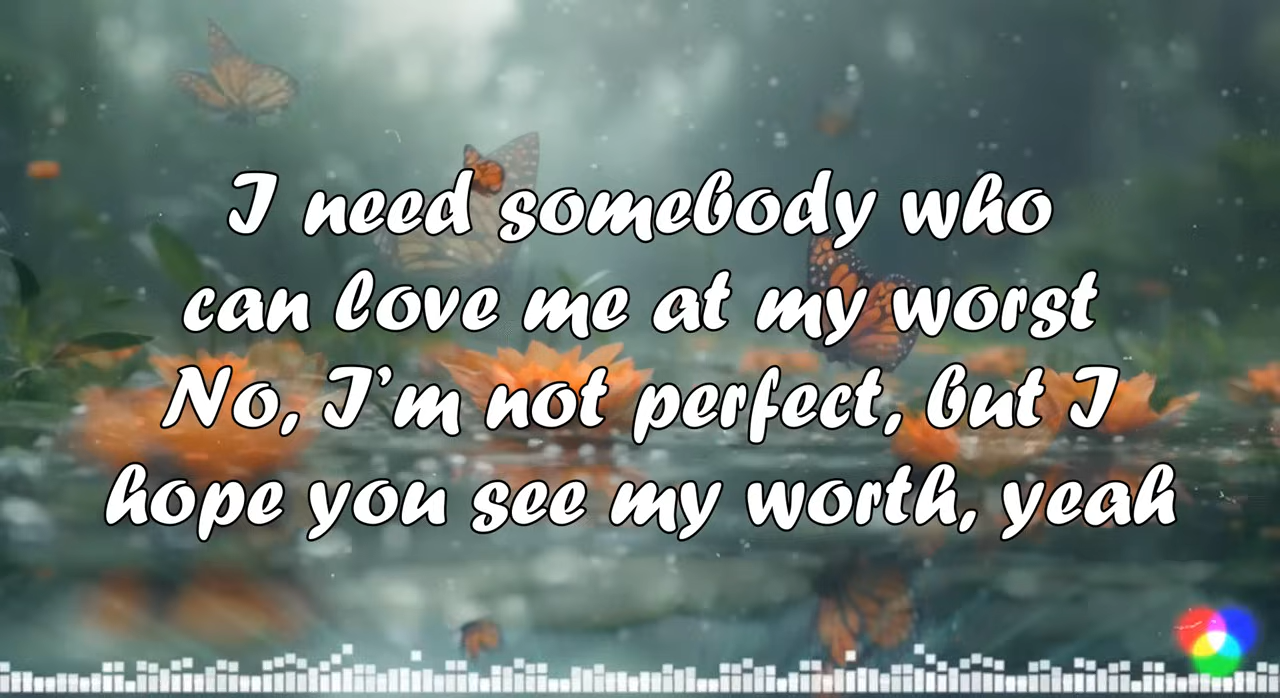 I need somebody who
can love me at my worst
No, I'm not perfect, but I
hope you see my worth, yeah